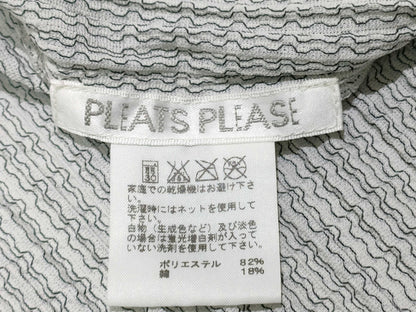 PLEATS PLEASE
家庭での乾燥機はお避け下さ
い。
洗濯時にはネットを使用して
下さい。
白物（生成色など）及び淡色
の場合は蛍光増白剤が入って
いない洗剤を使用して下さい。
ポリエステル 82%
綿 18%